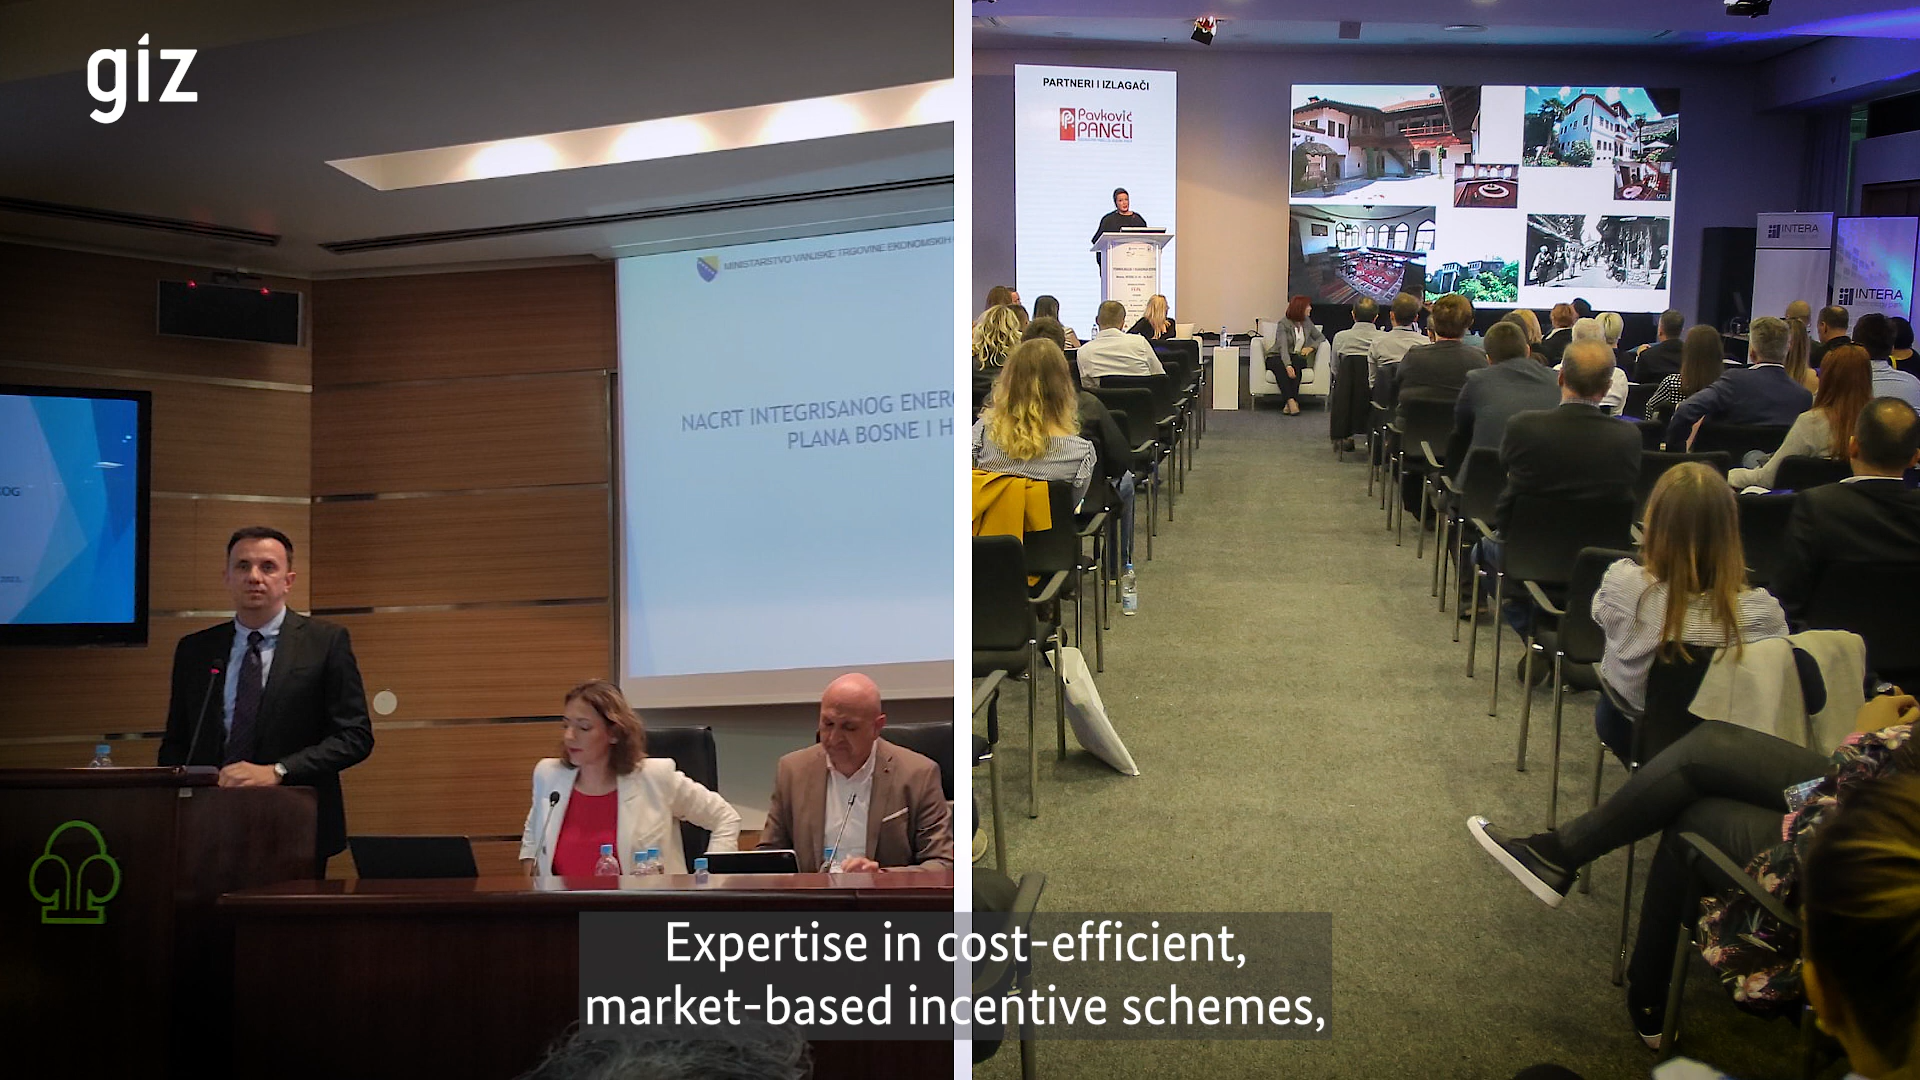 giz
MINISTARSTVO VANJSKE TRGOVINE EKONOMSKIH
NACRT INTEGRISANOG ENERG
PLANA BOSNE I H
PARTNERI I IZLAGAČI
Pavković
PANELI
INTERA
INTERA
Expertise in cost-efficient,
market-based incentive schemes,